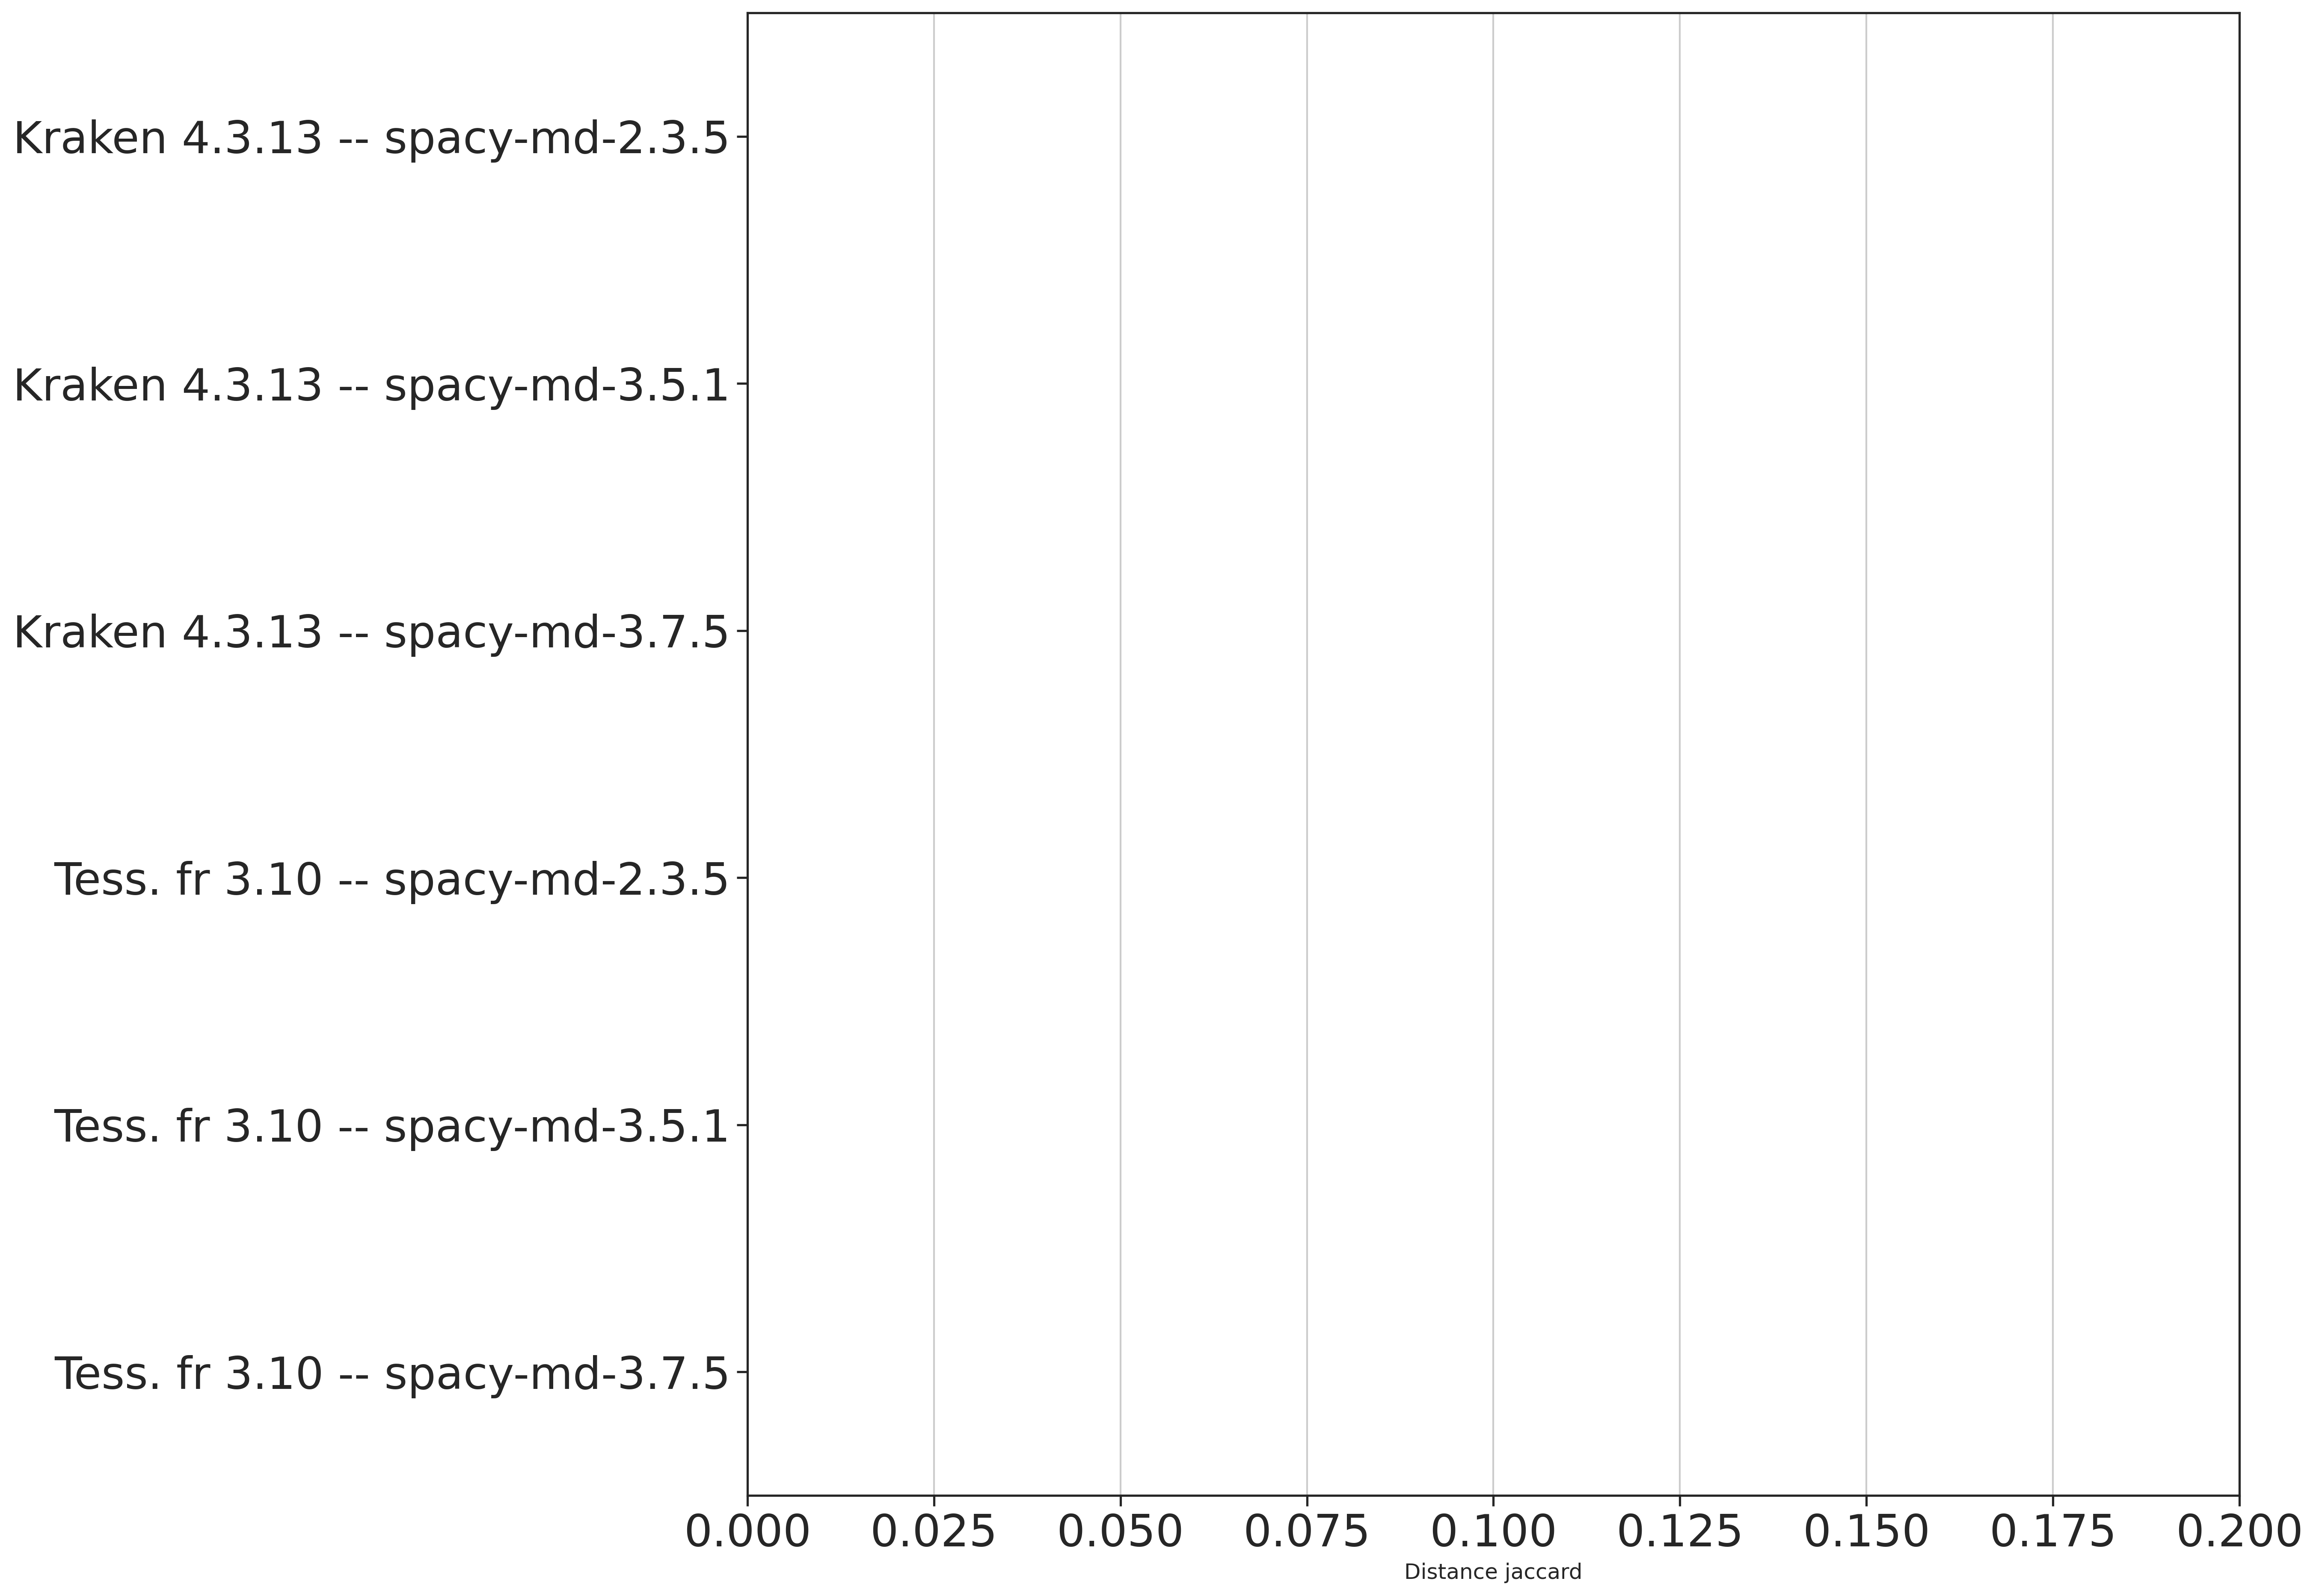 Kraken 4.3.13 -- spacy-md-2.3.5
Kraken 4.3.13 -- spacy-md-3.5.1
Kraken 4.3.13 -- spacy-md-3.7.5
Tess. fr 3.10 -- spacy-md-2.3.5
Tess. fr 3.10 -- spacy-md-3.5.1
Tess. fr 3.10 -- spacy-md-3.7.5
0.000 0.025 0.050 0.075 0.100 0.125 0.150 0.175 0.200
Distance jaccard